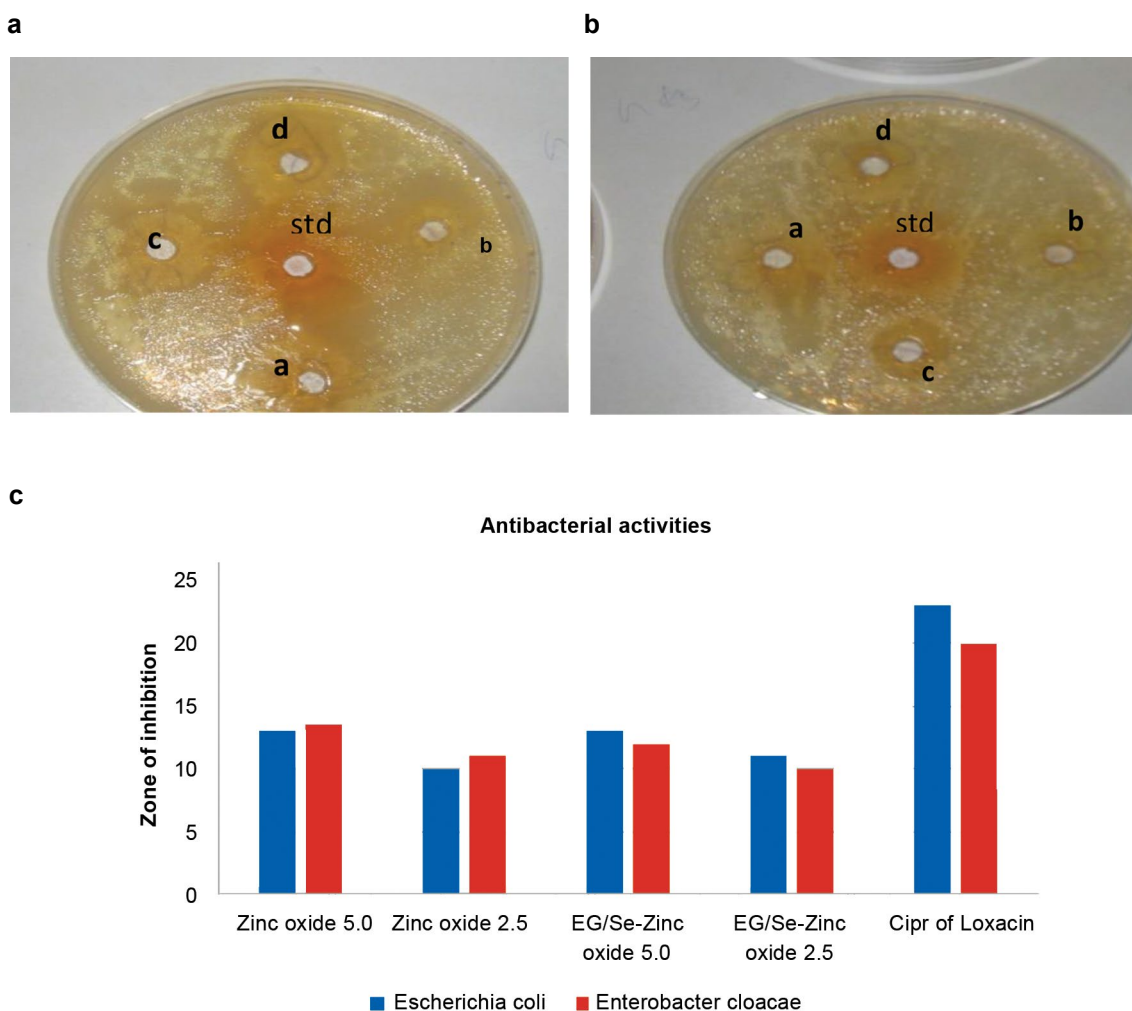 a
b
d
std
c
b
a
d
a
std
b
c
c
Antibacterial activities
Zone of inhibition
25
20
15
10
5
0
Zinc oxide 5.0
Zinc oxide 2.5
EG/Se-Zinc
oxide 5.0
EG/Se-Zinc
oxide 2.5
Cipr of Loxacin
Escherichia coli
Enterobacter cloacae